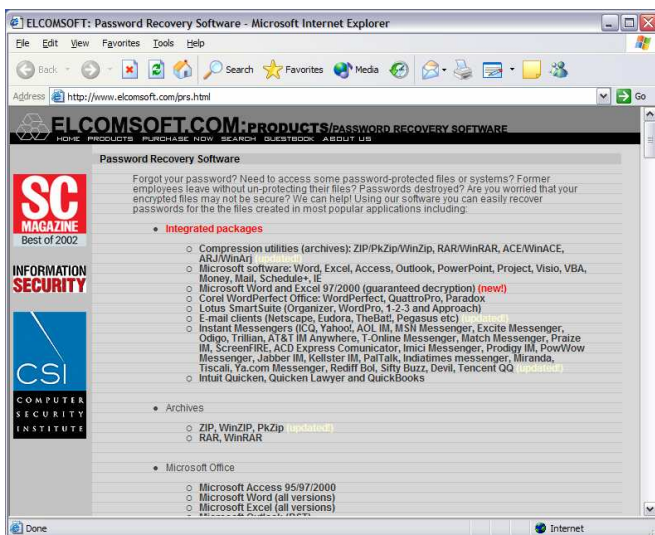 ELCOMSOFT: Password Recovery Software - Microsoft Internet Explorer
File Edit View Favorites Tools Help
Back Search Favorites Media
Address http://www.elcomsoft.com/prs.html Go
ELCOMSOFT.COM:PRODUCTS/PASSWORD RECOVERY SOFTWARE
HOME PRODUCTS PURCHASE NOW SEARCH GUESTBOOK ABOUT US
Password Recovery Software
Forgot your password? Need to access some password-protected files or systems? Former
employees leave without un-protecting their files? Passwords destroyed? Are you worried that your
encrypted files may not be secure? We can help! Using our software you can easily recover
passwords for the the files created in most popular applications including:
SC
MAGAZINE
Best of 2002
INFORMATION
SECURITY
CSI
COMPUTER
SECURITY
INSTITUTE
Integrated packages
Compression utilities (archives): ZIP/PkZip/WinZip, RAR/WinRAR, ACE/WinACE,
ARJ/WinArj (updated!)
Microsoft software: Word, Excel, Access, Outlook, PowerPoint, Project, Visio, VBA,
Money, Mail, Schedule+, IE
Microsoft Word and Excel 97/2000 (guaranteed decryption) (new!)
Corel WordPerfect Office: WordPerfect, QuattroPro, Paradox
Lotus SmartSuite (Organizer, WordPro, 1-2-3 and Approach)
E-mail clients (Netscape, Eudora, TheBat!, Pegasus etc) (updated!)
Instant Messengers (ICQ, Yahoo!, AOL IM, MSN Messenger, Excite Messenger,
Odigo, Trillian, AT&T IM Anywhere, T-Online Messenger, Match Messenger, Praize
IM, ScreenFIRE, ACD Express Comunicator, Imici Messenger, Prodigy IM, PowWow
Messenger, Jabber IM, Kellster IM, PalTalk, Indiatimes messenger, Miranda,
Tiscali, Ya.com Messenger, Rediff Bol, Sify Buzz, Devil, Tencent QQ (updated!)
Intuit Quicken, Quicken Lawyer and QuickBooks
Archives
ZIP, WinZIP, PkZip (updated!)
RAR, WinRAR
Microsoft Office
Microsoft Access 95/97/2000
Microsoft Word (all versions)
Microsoft Excel (all versions)
Microsoft Outlook (PST)
Done Internet